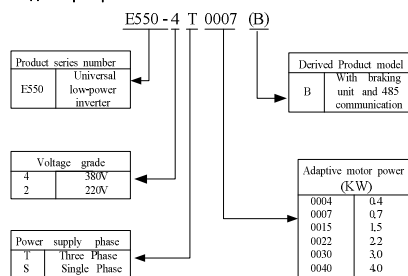 E550-4 T 0007 (B)
Product series number
E550 Universal low-power inverter
Derived Product model
B With braking unit and 485 communication
Voltage grade
4 380V
2 220V
Adaptive motor power (KW)
0004 0.4
0007 0.7
0015 1.5
0022 2.2
0030 3.0
0040 4.0
Power supply phase
T Three Phase
S Single Phase